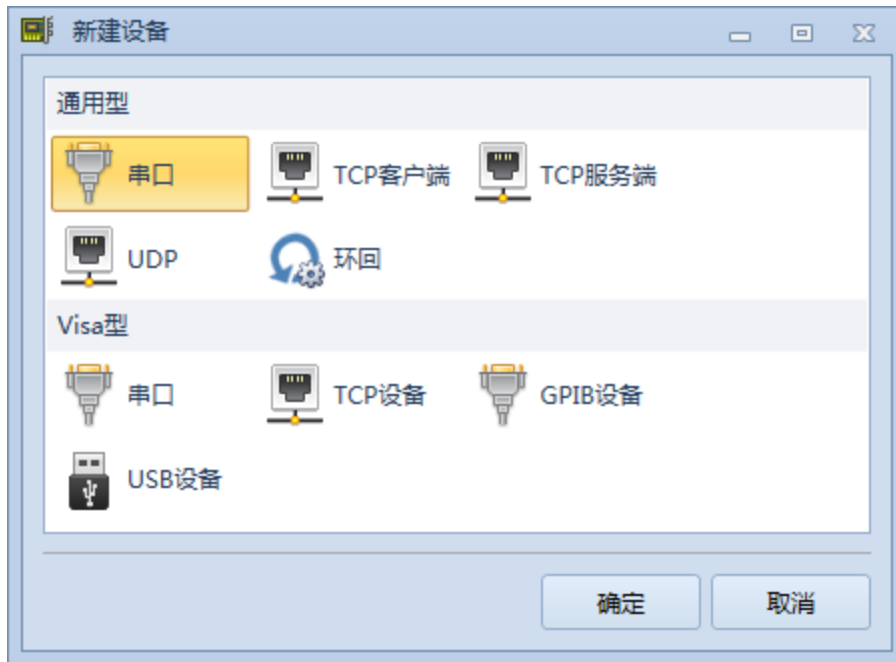 新建设备
通用型
串口 TCP客户端 TCP服务端
UDP 环回
Visa型
串口 TCP设备 GPIB设备
USB设备
确定 取消